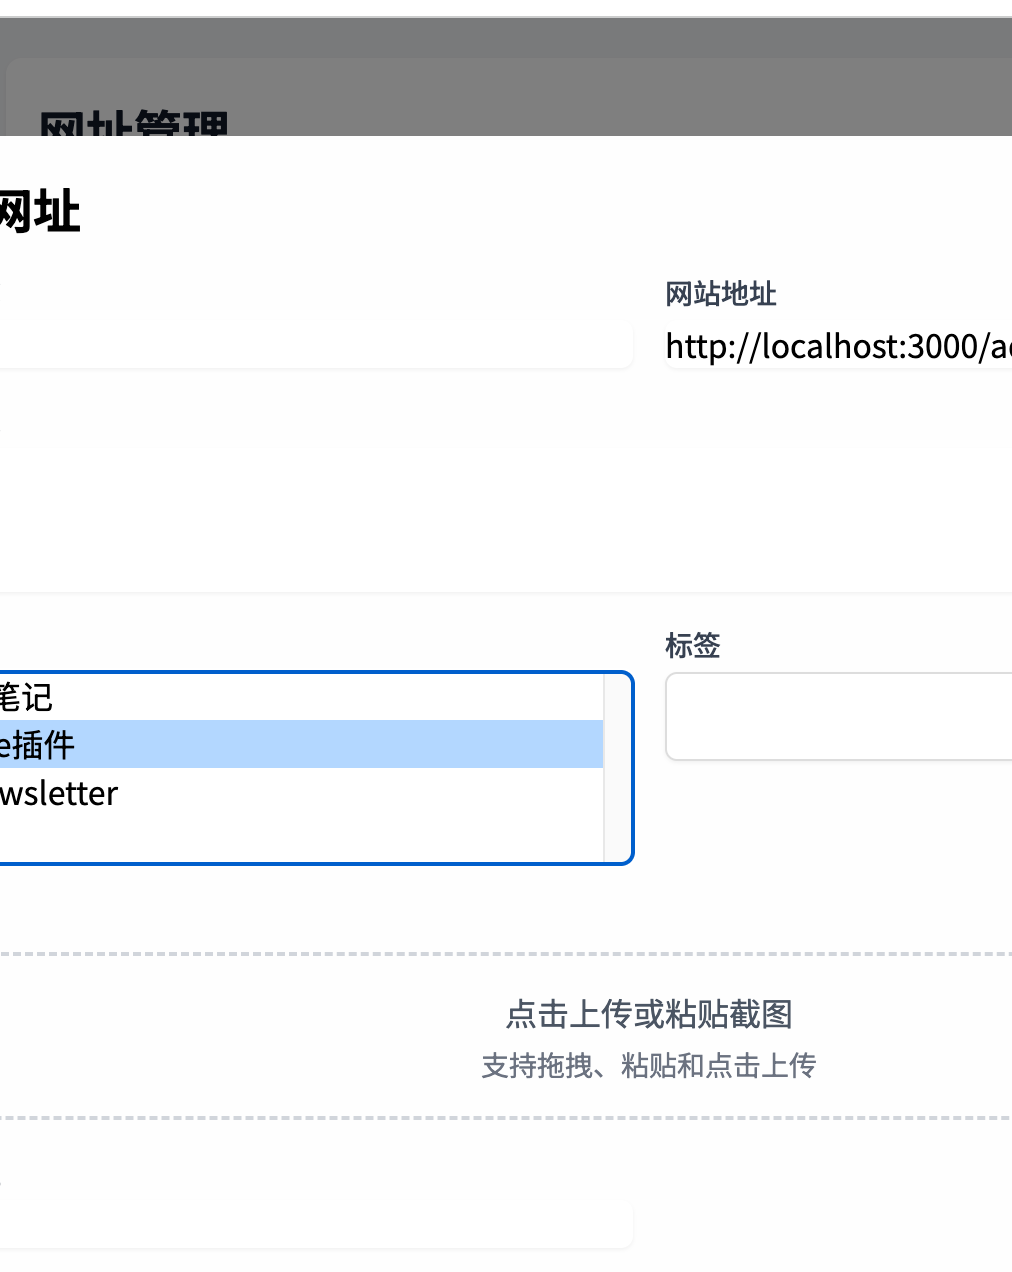 网址管理
网址
网站地址
http://localhost:3000/a
标签
笔记
e插件
wsletter
点击上传或粘贴截图
支持拖拽、粘贴和点击上传